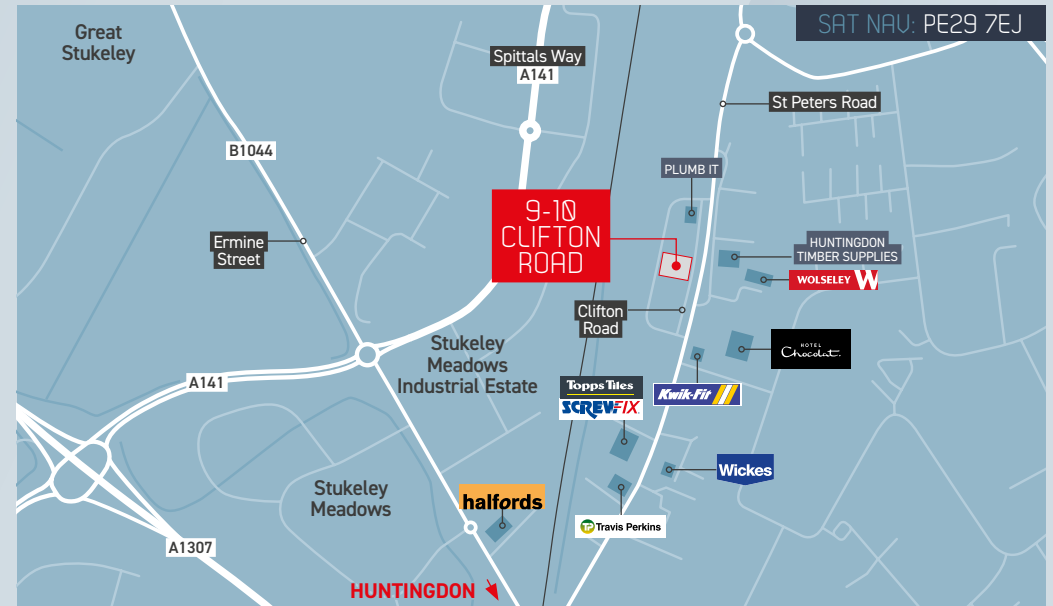 SAT NAV: PE29 7EJ
Great
Stukeley
Spittals Way
A141
St Peters Road
B1044
PLUMB IT
9-10
CLIFTON
ROAD
Ermine
Street
HUNTINGDON
TIMBER SUPPLIES
WOLSELEY W
Clifton
Road
Stukeley
Meadows
Industrial Estate
HOTEL
Chocolat.
A141
Topps Tiles
SCREWFIX
Kwik-Fit
Wickes
Stukeley
Meadows
halfords
TP Travis Perkins
A1307
HUNTINGDON